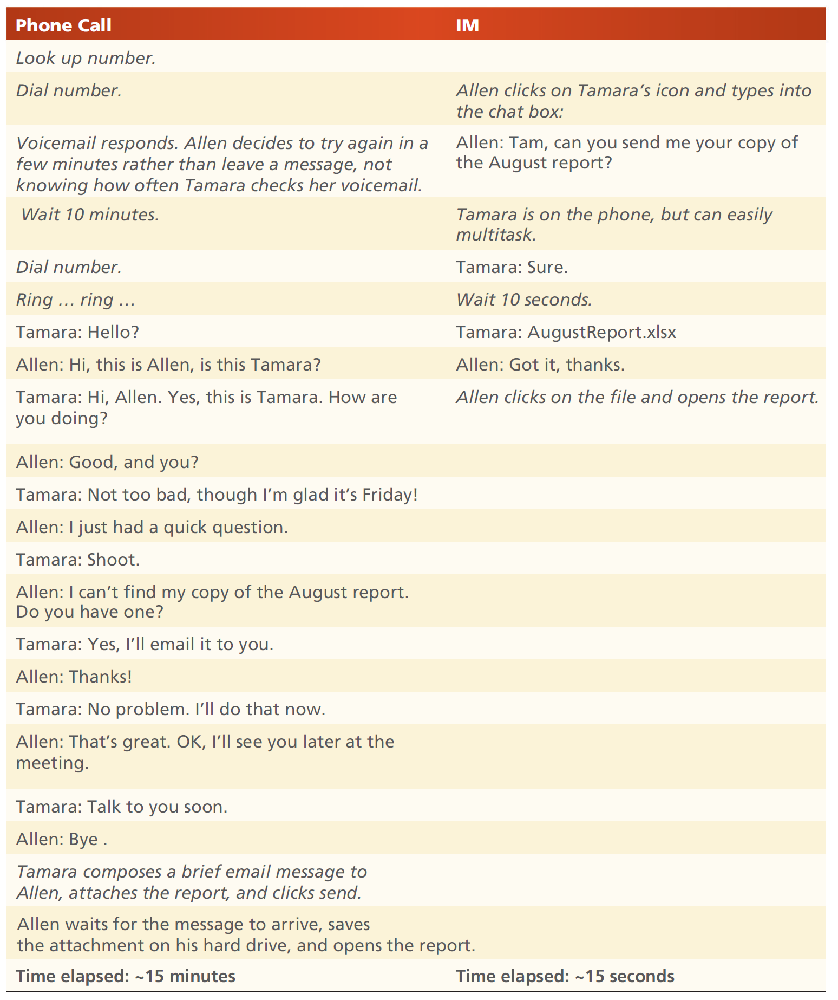 Phone Call
IM
Look up number.
Dial number.
Allen clicks on Tamara’s icon and types into
the chat box:
Voicemail responds. Allen decides to try again in a
few minutes rather than leave a message, not
knowing how often Tamara checks her voicemail.
Allen: Tam, can you send me your copy of
the August report?
Wait 10 minutes.
Tamara is on the phone, but can easily
multitask.
Dial number.
Tamara: Sure.
Ring … ring …
Wait 10 seconds.
Tamara: Hello?
Tamara: AugustReport.xlsx
Allen: Hi, this is Allen, is this Tamara?
Allen: Got it, thanks.
Tamara: Hi, Allen. Yes, this is Tamara. How are
you doing?
Allen clicks on the file and opens the report.
Allen: Good, and you?
Tamara: Not too bad, though I’m glad it’s Friday!
Allen: I just had a quick question.
Tamara: Shoot.
Allen: I can’t find my copy of the August report.
Do you have one?
Tamara: Yes, I’ll email it to you.
Allen: Thanks!
Tamara: No problem. I’ll do that now.
Allen: That’s great. OK, I’ll see you later at the
meeting.
Tamara: Talk to you soon.
Allen: Bye .
Tamara composes a brief email message to
Allen, attaches the report, and clicks send.
Allen waits for the message to arrive, saves
the attachment on his hard drive, and opens the report.
Time elapsed: ~15 minutes
Time elapsed: ~15 seconds